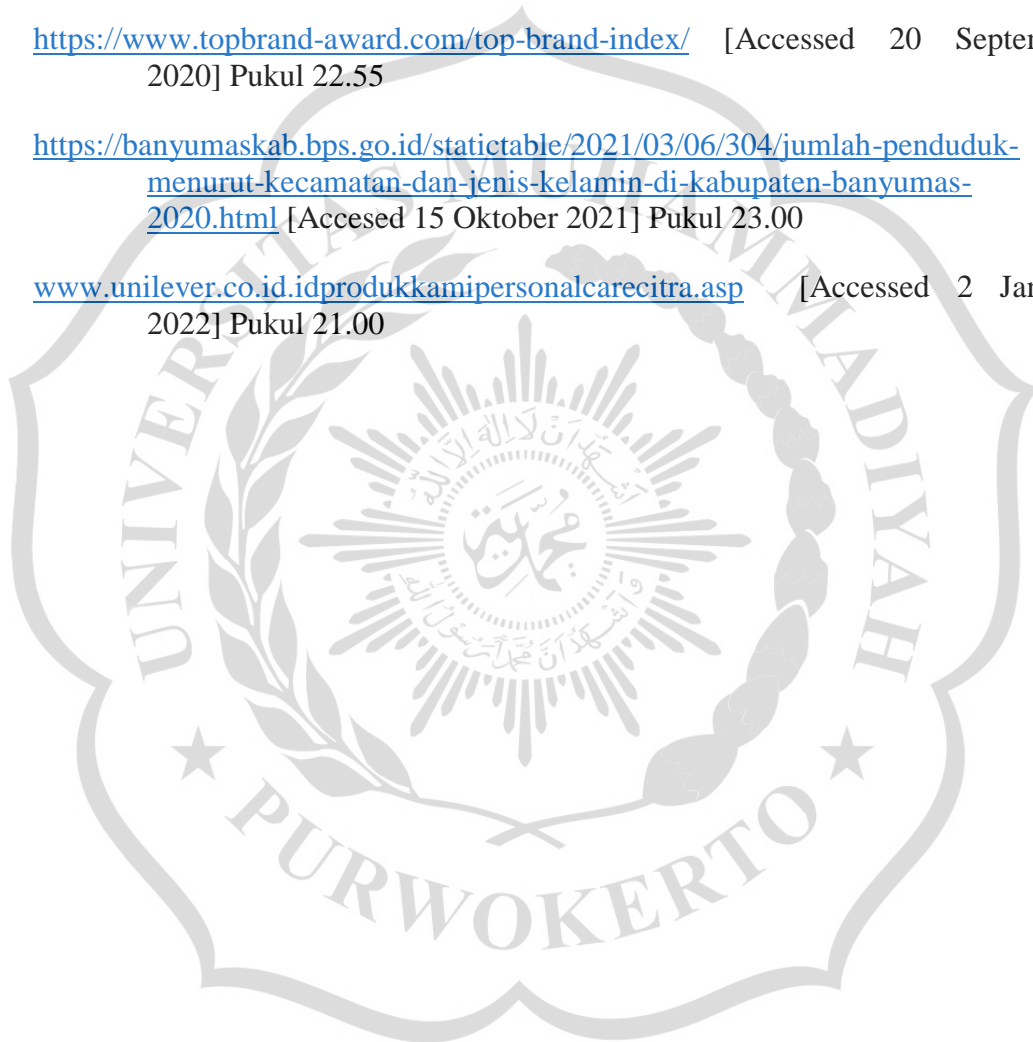 https://www.topbrand-award.com/top-brand-index/ [Accessed 20 Septe
2020] Pukul 22.55
https://banyumaskab.bps.go.id/statictable/2021/03/06/304/jumlah-penduduk-
menurut-kecamatan-dan-jenis-kelamin-di-kabupaten-banyumas-
2020.html [Accesed 15 Oktober 2021] Pukul 23.00
www.unilever.co.id.idprodukkamipersonalcarecitra.asp [Accessed 2 Jan
2022] Pukul 21.00
UNIVERSITAS MUHAMMADIYAH
PURWOKERTO